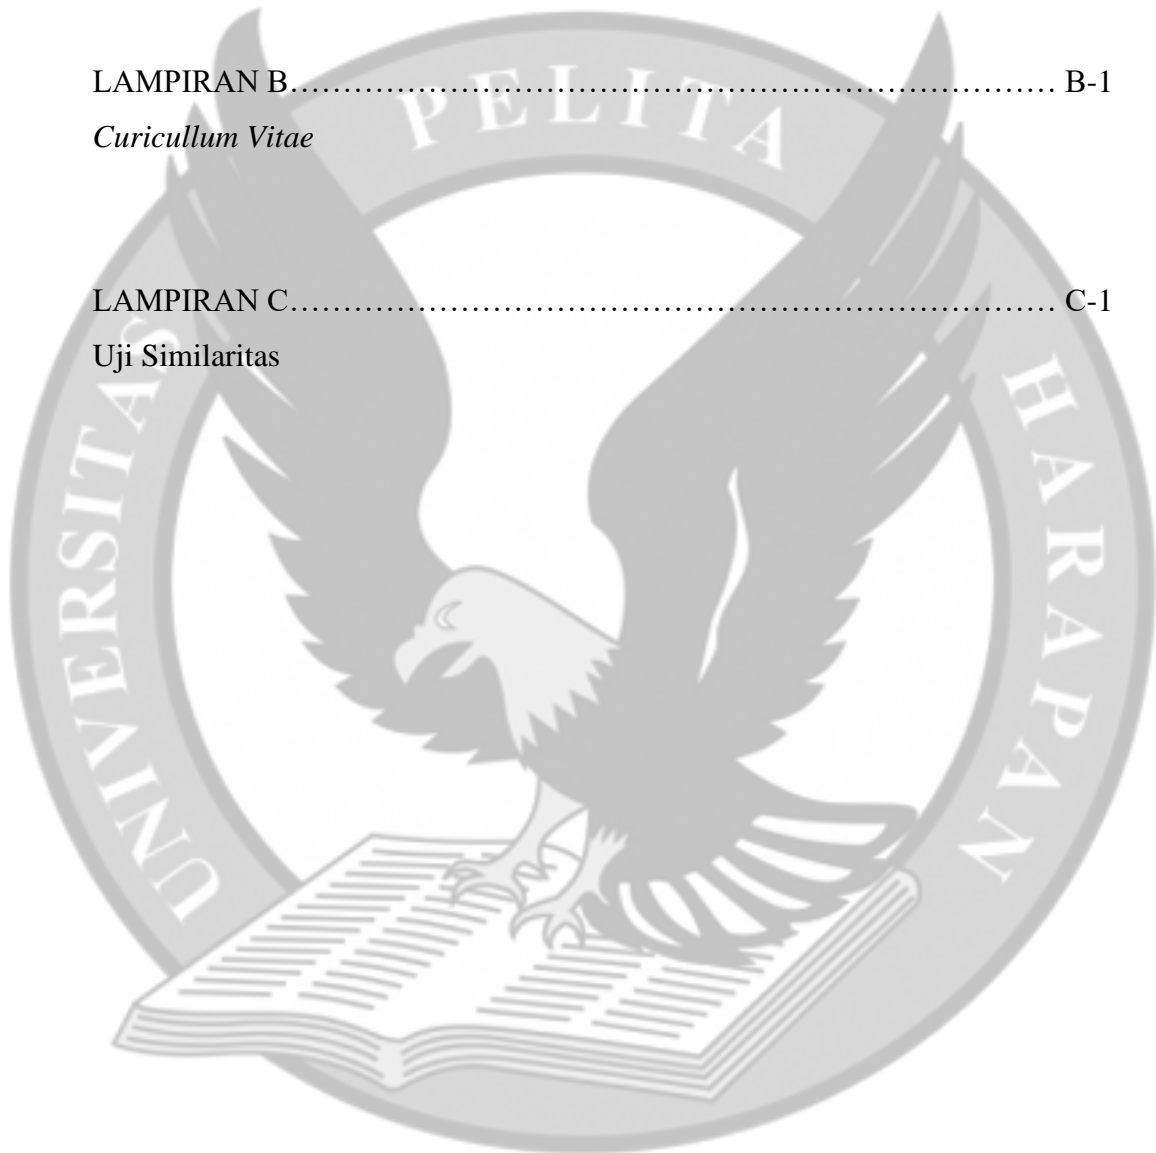 LAMPIRAN B……………………………………………………………… B-1
Curicullum Vitae
LAMPIRAN C……………………………………………………………… C-1
Uji Similaritas
UNIVERSITAS PELITA HARAPAN